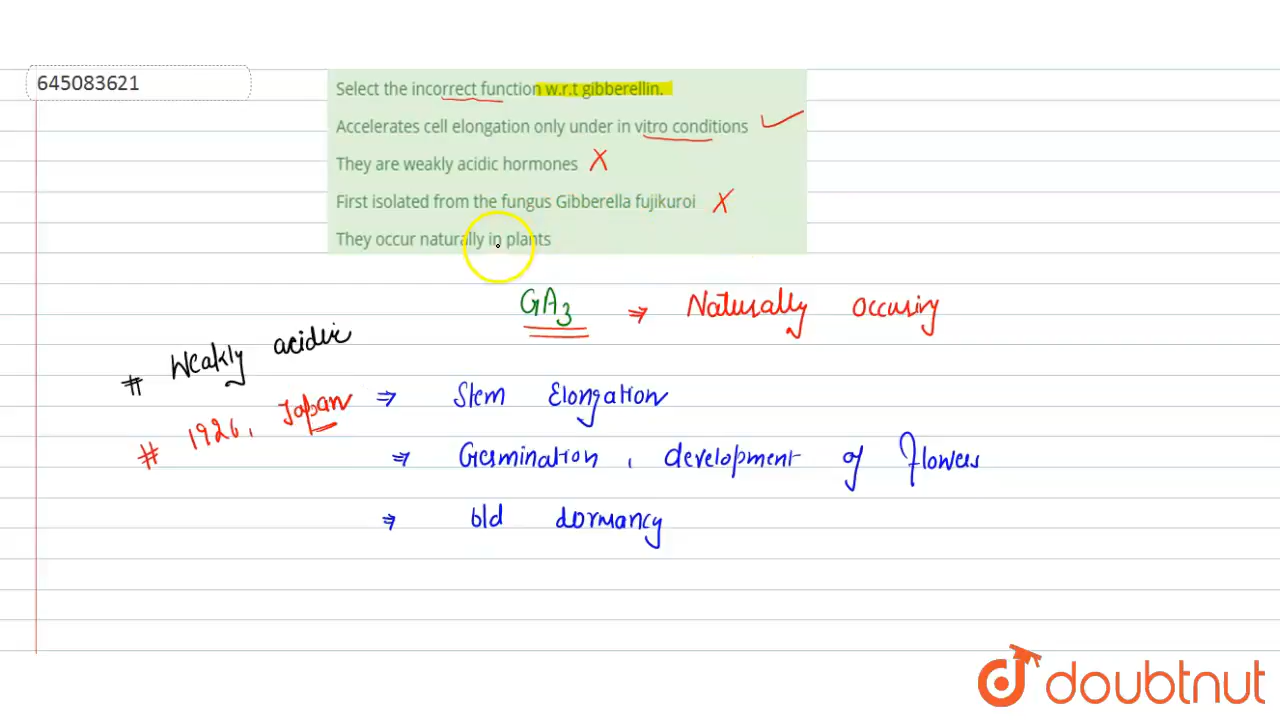 645083621
Select the incorrect function w.r.t gibberellin.
Accelerates cell elongation only under in vitro conditions
They are weakly acidic hormones X
First isolated from the fungus Gibberella fujikuroi X
They occur naturally in plants
GA3 ⇒ Naturally occuring
# Weakly acidic
# 1926, Japan
⇒ Stem Elongation
⇒ Germination, development of flowers
⇒ bld dormancy
doubtnut